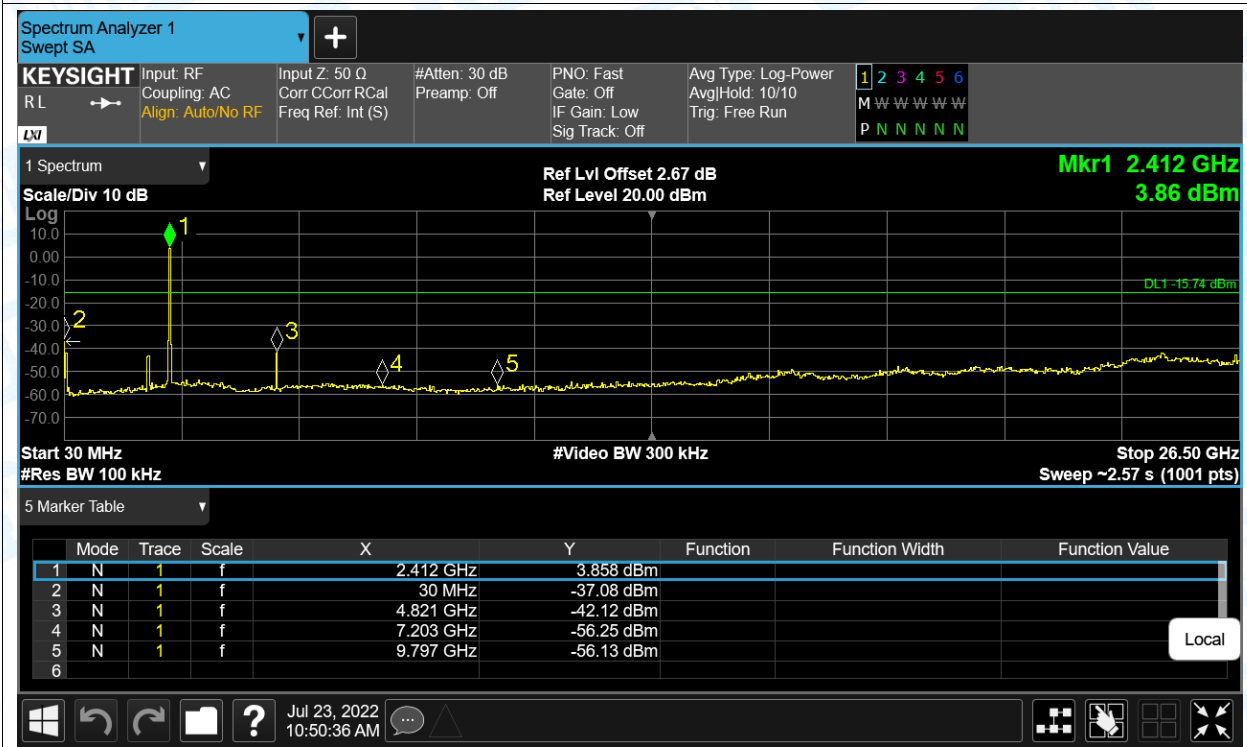 Spectrum Analyzer 1
Swept SA
+
KEYSIGHT Input: RF Input Z: 50 Ω #Atten: 30 dB PNO: Fast Avg Type: Log-Power 1 2 3 4 5 6
R L Coupling: AC Corr CCorr RCal Preamp: Off Gate: Off Avg|Hold: 10/10 M W W W W W
Align: Auto/No RF Freq Ref: Int (S) IF Gain: Low Trig: Free Run
LXI Sig Track: Off P N N N N N
1 Spectrum Ref Lvl Offset 2.67 dB Mkr1 2.412 GHz
Scale/Div 10 dB Ref Level 20.00 dBm 3.86 dBm
Log
1
10.0
0.00
-10.0
DL1 -15.74 dBm
-20.0
2
-30.0
3
-40.0
4 5
-50.0
-60.0
-70.0
Start 30 MHz #Video BW 300 kHz Stop 26.50 GHz
#Res BW 100 kHz Sweep ~2.57 s (1001 pts)
5 Marker Table
Mode Trace Scale X Y Function Function Width Function Value
1 N 1 f 2.412 GHz 3.858 dBm
2 N 1 f 30 MHz -37.08 dBm
3 N 1 f 4.821 GHz -42.12 dBm
4 N 1 f 7.203 GHz -56.25 dBm
5 N 1 f 9.797 GHz -56.13 dBm
6
Local
? Jul 23, 2022
10:50:36 AM